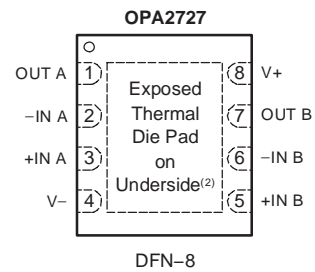 OPA2727
OUT A 1
−IN A 2
+IN A 3
V− 4
Exposed
Thermal
Die Pad
on
Underside(2)
8 V+
7 OUT B
6 −IN B
5 +IN B
DFN−8